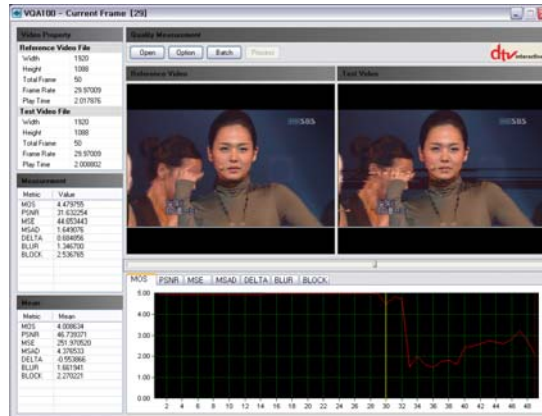 VQA100 - Current Frame [29]
Video Property
Reference Video File
Width 1920
Height 1088
Total Frame 50
Frame Rate 29.97009
Play Time 2.017876
Test Video File
Width 1920
Height 1088
Total Frame 50
Frame Rate 29.97009
Play Time 2.008802
Measurement
Metric Value
MOS 4.479755
PSNR 31.632254
MSE 44.653443
MSAD 1.649076
DELTA 0.684856
BLUR 1.346700
BLOCK 2.536765
Mean
Metric Mean
MOS 4.008634
PSNR 46.739371
MSE 251.970520
MSAD 4.376533
DELTA -0.553866
BLUR 1.661941
BLOCK 2.270221
Quality Measurement
Open Option Batch Process
dtv interactive
Reference Video Test Video
SBS SBS
MOS PSNR MSE MSAD DELTA BLUR BLOCK
5.00
4.00
3.00
2.00
1.00
0.00
2 4 6 8 10 12 14 16 18 20 22 24 26 28 30 32 34 36 38 40 42 44 46 48